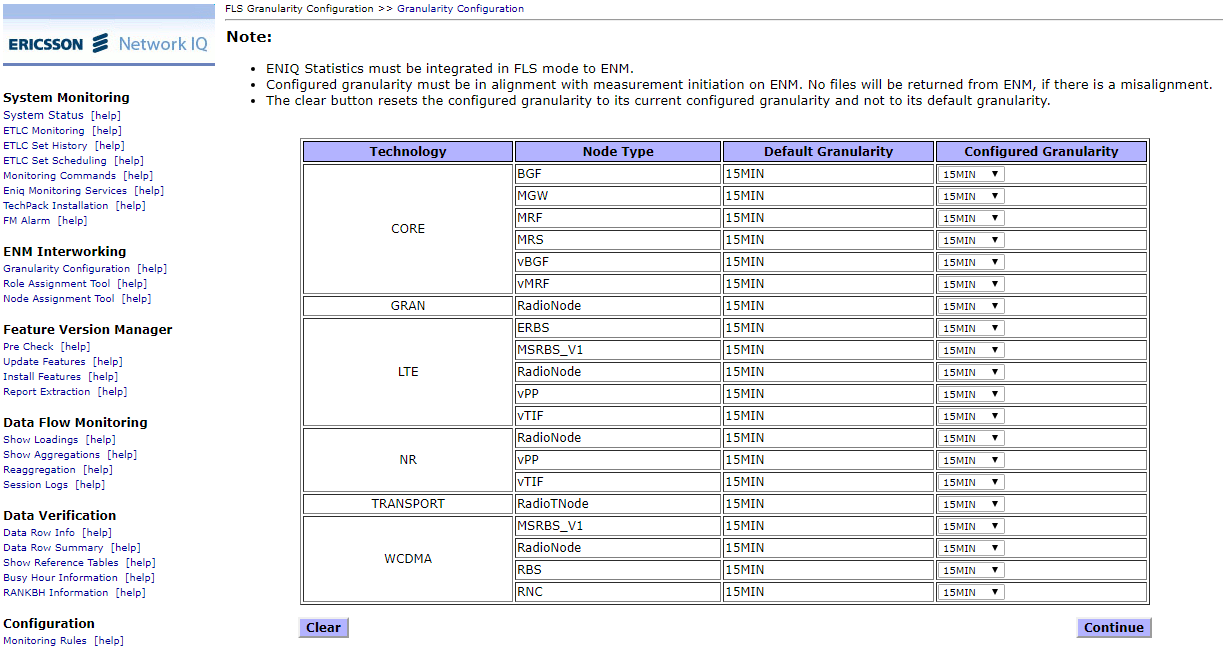 ERICSSON Network IQ
System Monitoring
System Status [help]
ETLC Monitoring [help]
ETLC Set History [help]
ETLC Set Scheduling [help]
Monitoring Commands [help]
Eniq Monitoring Services [help]
TechPack Installation [help]
FM Alarm [help]
ENM Interworking
Granularity Configuration [help]
Role Assignment Tool [help]
Node Assignment Tool [help]
Feature Version Manager
Pre Check [help]
Update Features [help]
Install Features [help]
Report Extraction [help]
Data Flow Monitoring
Show Loadings [help]
Show Aggregations [help]
Reaggregation [help]
Session Logs [help]
Data Verification
Data Row Info [help]
Data Row Summary [help]
Show Reference Tables [help]
Busy Hour Information [help]
RANKBH Information [help]
Configuration
Monitoring Rules [help]
FLS Granularity Configuration >> Granularity Configuration
Note:
• ENIQ Statistics must be integrated in FLS mode to ENM.
• Configured granularity must be in alignment with measurement initiation on ENM. No files will be returned from ENM, if there is a misalignment.
• The clear button resets the configured granularity to its current configured granularity and not to its default granularity.
Technology Node Type Default Granularity Configured Granularity
CORE BGF 15MIN 15MIN
MGW 15MIN 15MIN
MRF 15MIN 15MIN
MRS 15MIN 15MIN
vBGF 15MIN 15MIN
vMRF 15MIN 15MIN
GRAN RadioNode 15MIN 15MIN
LTE ERBS 15MIN 15MIN
MSRBS_V1 15MIN 15MIN
RadioNode 15MIN 15MIN
vPP 15MIN 15MIN
vTIF 15MIN 15MIN
NR RadioNode 15MIN 15MIN
vPP 15MIN 15MIN
vTIF 15MIN 15MIN
TRANSPORT RadioTNode 15MIN 15MIN
WCDMA MSRBS_V1 15MIN 15MIN
RadioNode 15MIN 15MIN
RBS 15MIN 15MIN
RNC 15MIN 15MIN
Clear Continue